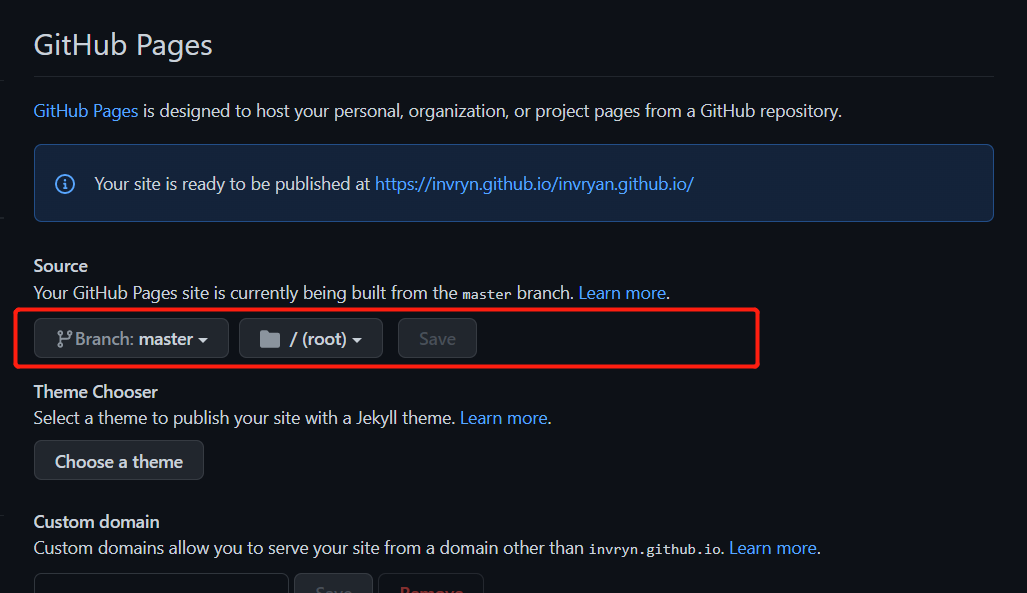 GitHub Pages
GitHub Pages is designed to host your personal, organization, or project pages from a GitHub repository.
Your site is ready to be published at https://invryn.github.io/invryan.github.io/
Source
Your GitHub Pages site is currently being built from the master branch. Learn more.
Branch: master / (root) Save
Theme Chooser
Select a theme to publish your site with a Jekyll theme. Learn more.
Choose a theme
Custom domain
Custom domains allow you to serve your site from a domain other than invryn.github.io. Learn more.
Save Remove